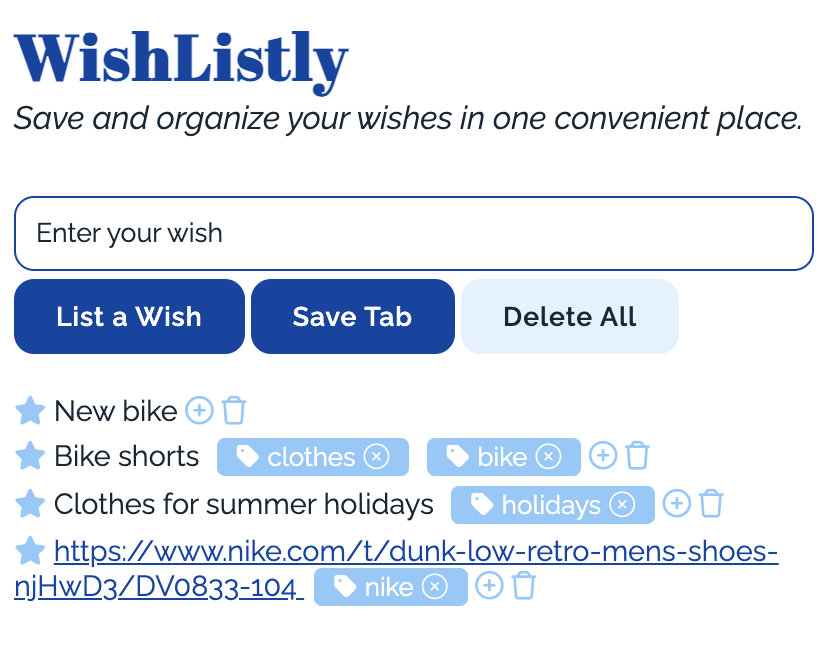 WishListly
Save and organize your wishes in one convenient place.
Enter your wish
List a Wish Save Tab Delete All
New bike
Bike shorts clothes bike
Clothes for summer holidays holidays
https://www.nike.com/t/dunk-low-retro-mens-shoes-
njHwD3/DV0833-104 nike